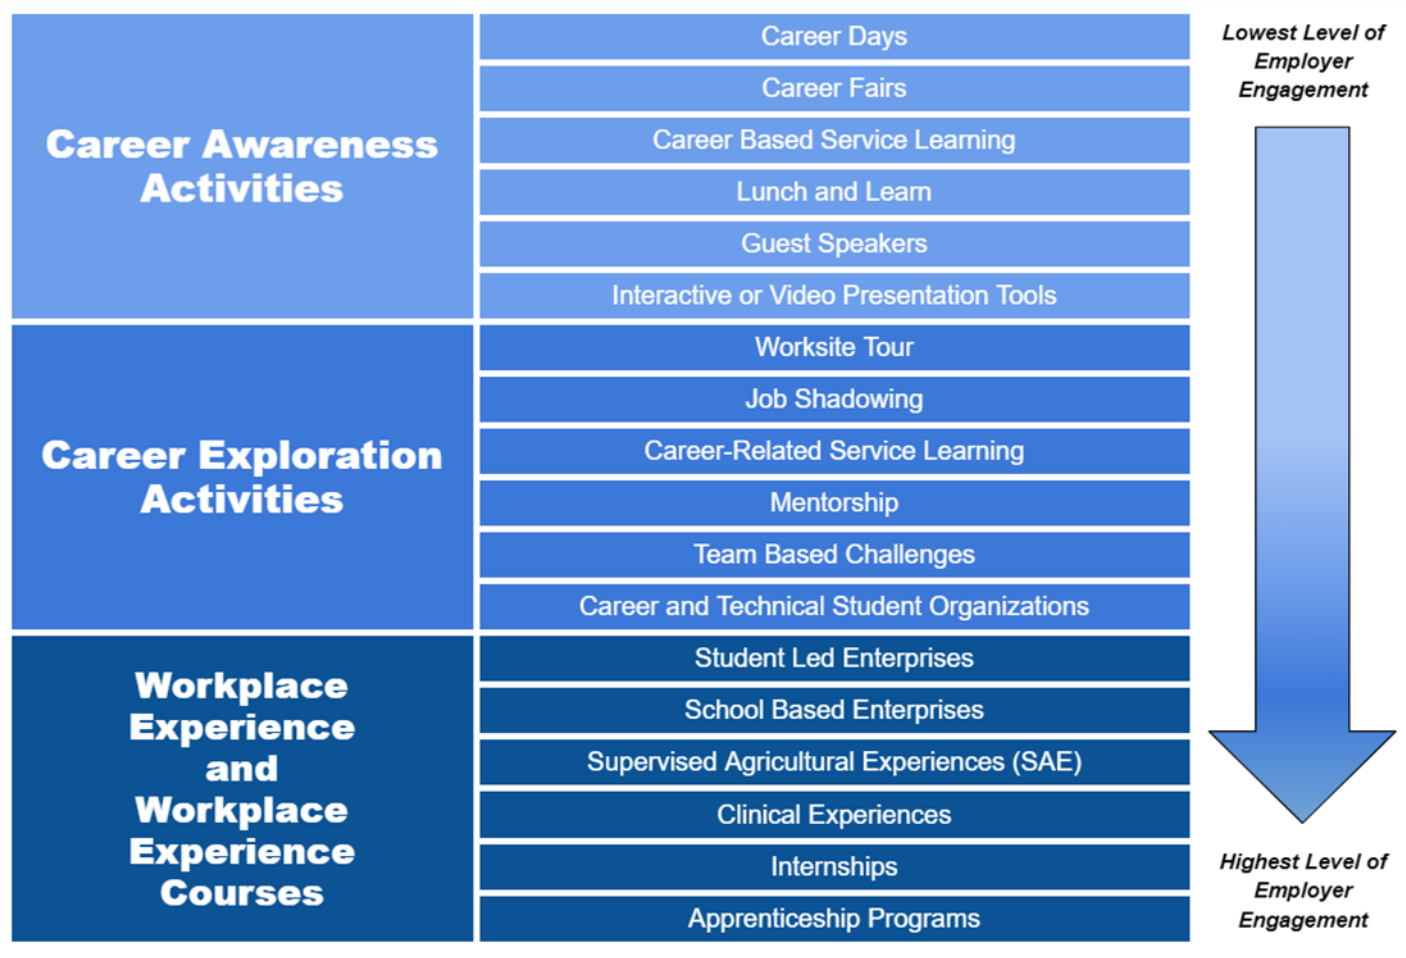 Career Awareness
Activities
Career Days
Career Fairs
Career Based Service Learning
Lunch and Learn
Guest Speakers
Interactive or Video Presentation Tools
Career Exploration
Activities
Worksite Tour
Job Shadowing
Career-Related Service Learning
Mentorship
Team Based Challenges
Career and Technical Student Organizations
Workplace
Experience
and
Workplace
Experience
Courses
Student Led Enterprises
School Based Enterprises
Supervised Agricultural Experiences (SAE)
Clinical Experiences
Internships
Apprenticeship Programs
Lowest Level of
Employer
Engagement
Highest Level of
Employer
Engagement